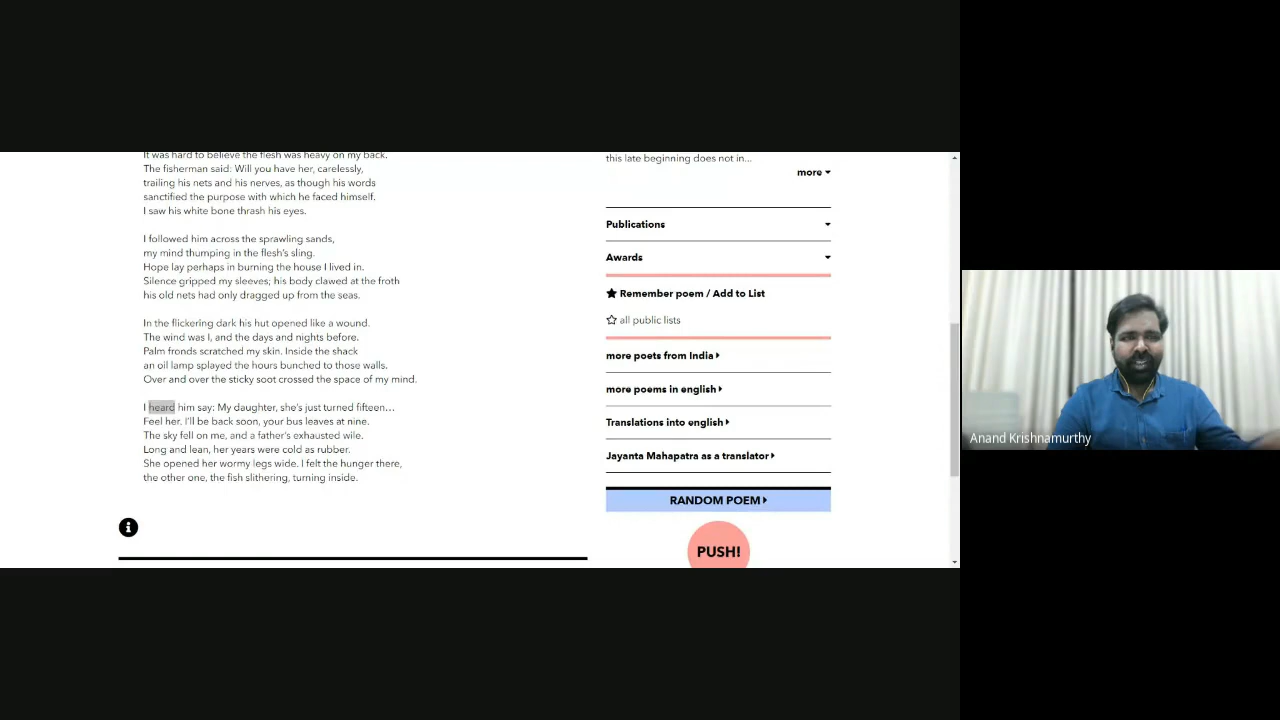 It was hard to believe the flesh was heavy on my back.
The fisherman said: Will you have her, carelessly,
trailing his nets and his nerves, as though his words
sanctified the purpose with which he faced himself.
I saw his white bone thrash his eyes.
I followed him across the sprawling sands,
my mind thumping in the flesh's sling.
Hope lay perhaps in burning the house I lived in.
Silence gripped my sleeves; his body clawed at the froth
his old nets had only dragged up from the seas.
In the flickering dark his hut opened like a wound.
The wind was I, and the days and nights before.
Palm fronds scratched my skin. Inside the shack
an oil lamp splayed the hours bunched to those walls.
Over and over the sticky soot crossed the space of my mind.
I heard him say: My daughter, she's just turned fifteen…
Feel her. I'll be back soon, your bus leaves at nine.
The sky fell on me, and a father's exhausted wile.
Long and lean, her years were cold as rubber.
She opened her wormy legs wide. I felt the hunger there,
the other one, the fish slithering, turning inside.
this late beginning does not in...
more
Publications
Awards
Remember poem / Add to List
all public lists
more poets from India
more poems in english
Translations into english
Jayanta Mahapatra as a translator
RANDOM POEM
PUSH!
Anand Krishnamurthy